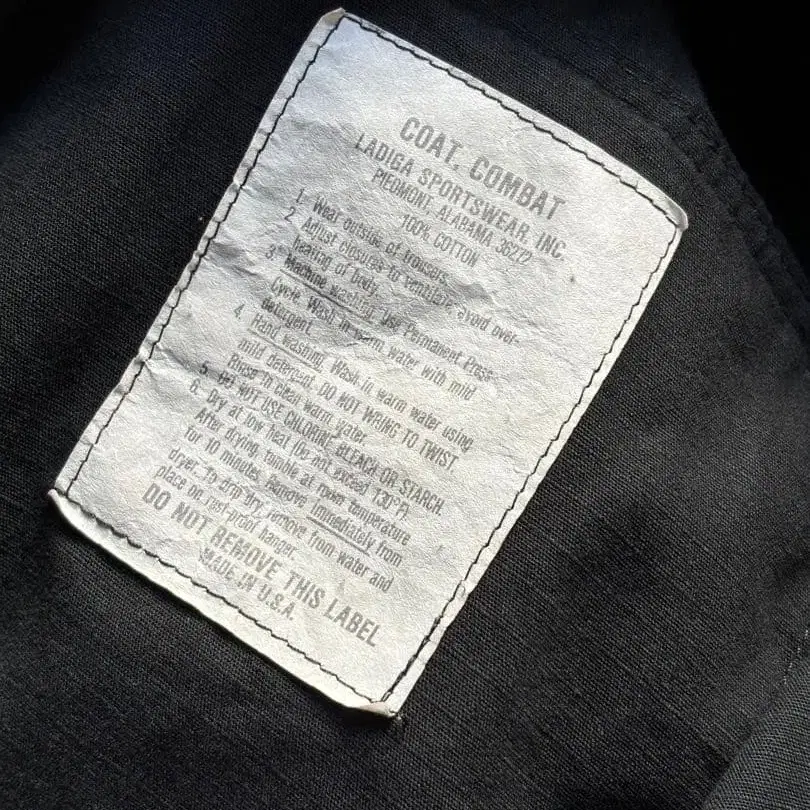 COAT, COMBAT
LADIGA SPORTSWEAR, INC.
PIEDMONT, ALABAMA 36272
100% COTTON
1. Wear outside of trousers.
2. Adjust closures to ventilate, avoid over-
heating of body.
3. Machine washing. Use Permanent Press
Cycle. Wash in warm water with mild
detergent.
4. Hand washing. Wash in warm water using
mild detergent. DO NOT WRING TO TWIST.
Rinse in clean warm water.
5. DO NOT USE CHLORINE BLEACH OR STARCH.
6. Dry at low heat (Do not exceed 130°F).
After drying, tumble at room temperature
for 10 minutes. Remove immediately from
dryer. To drip dry, remove from water and
place on rust-proof hanger.
DO NOT REMOVE THIS LABEL
MADE IN U.S.A.